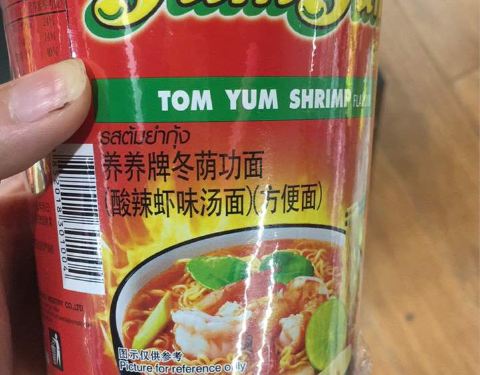 TOM YUM SHRIMP
รสต้มยำกุ้ง
养养牌冬荫功面
(酸辣虾味汤面)(方便面)
图示仅供参考
Picture for reference only